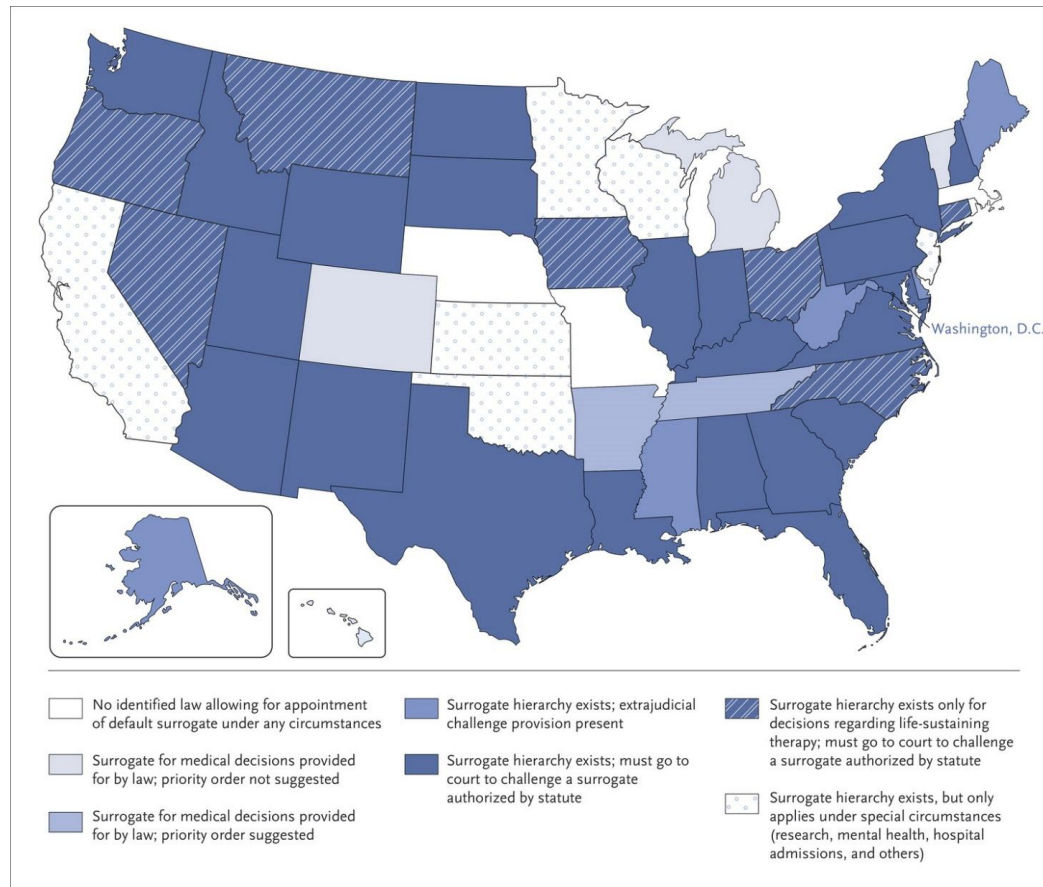 Washington, D.C.
No identified law allowing for appointment
of default surrogate under any circumstances
Surrogate for medical decisions provided
for by law; priority order not suggested
Surrogate for medical decisions provided
for by law; priority order suggested
Surrogate hierarchy exists; extrajudicial
challenge provision present
Surrogate hierarchy exists; must go to
court to challenge a surrogate
authorized by statute
Surrogate hierarchy exists only for
decisions regarding life-sustaining
therapy; must go to court to challenge
a surrogate authorized by statute
Surrogate hierarchy exists, but only
applies under special circumstances
(research, mental health, hospital
admissions, and others)